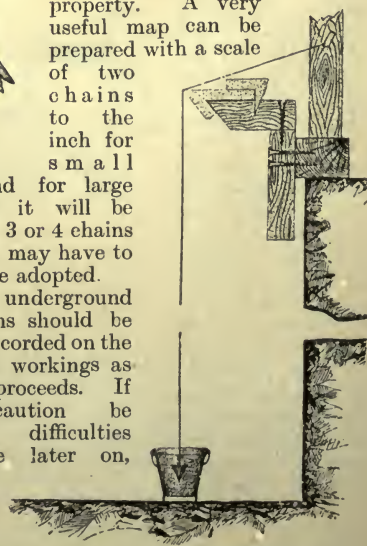 property. A very
useful map can be
prepared with a scale
of two
chains
to the
inch for
small
for large
it will be
3 or 4 chains
may have to
adopted.
underground
should be
corded on the
workings as
proceeds. If
be
difficulties
later on,